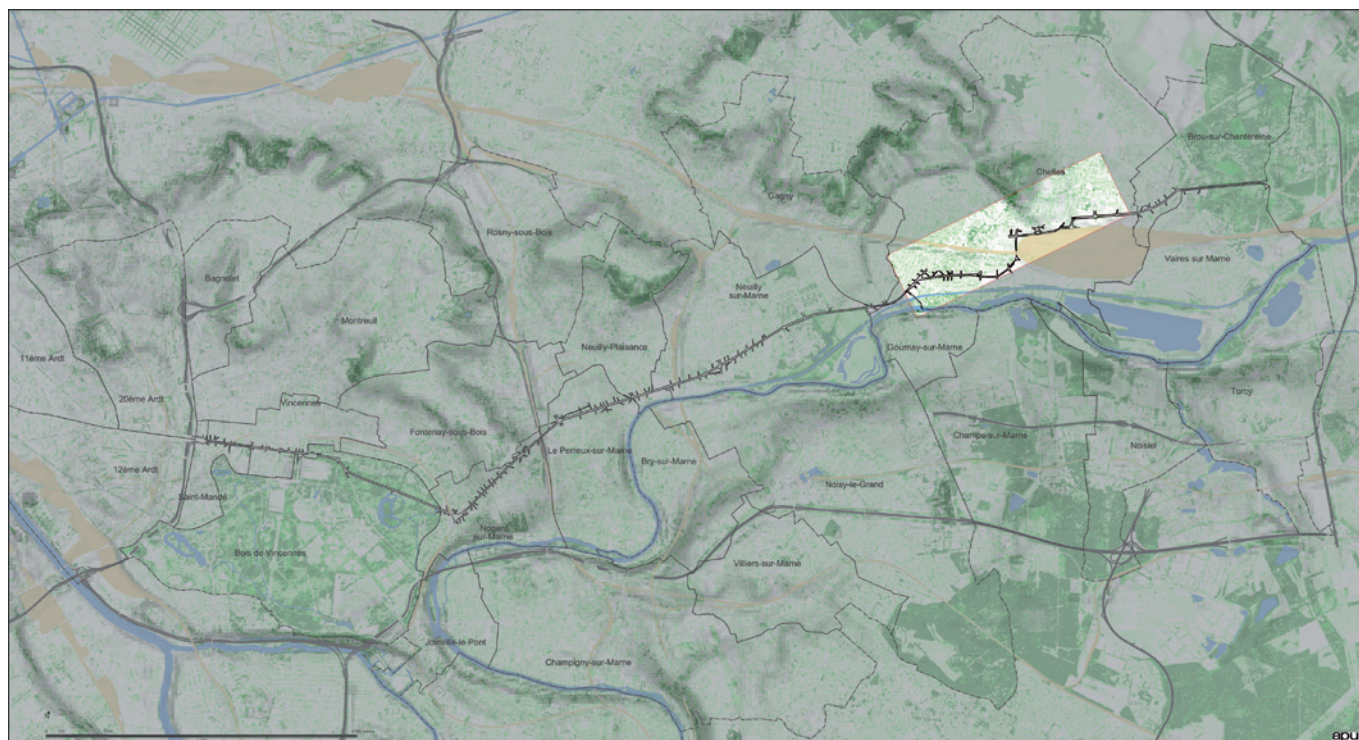 Brou-sur-Chantereine
Chelles
Gagny
Rosny-sous-Bois
Vaires sur Marne
Bagnolet
Neuilly
sur-Marne
Montreuil
Neuilly-Plaisance
Gournay-sur-Marne
11ème Ardt
20ème Ardt
Vincennes
Torcy
Fontenay-sous-Bois
Champs-sur-Marne
Noisiel
Le Perreux-sur-Marne
12ème Ardt
Bry-sur-Marne
Noisy-le-Grand
Saint-Mandé
Nogent
sur-Marne
Bois de Vincennes
Villiers-sur-Marne
Joinville-le-Pont
Champigny-sur-Marne
apur